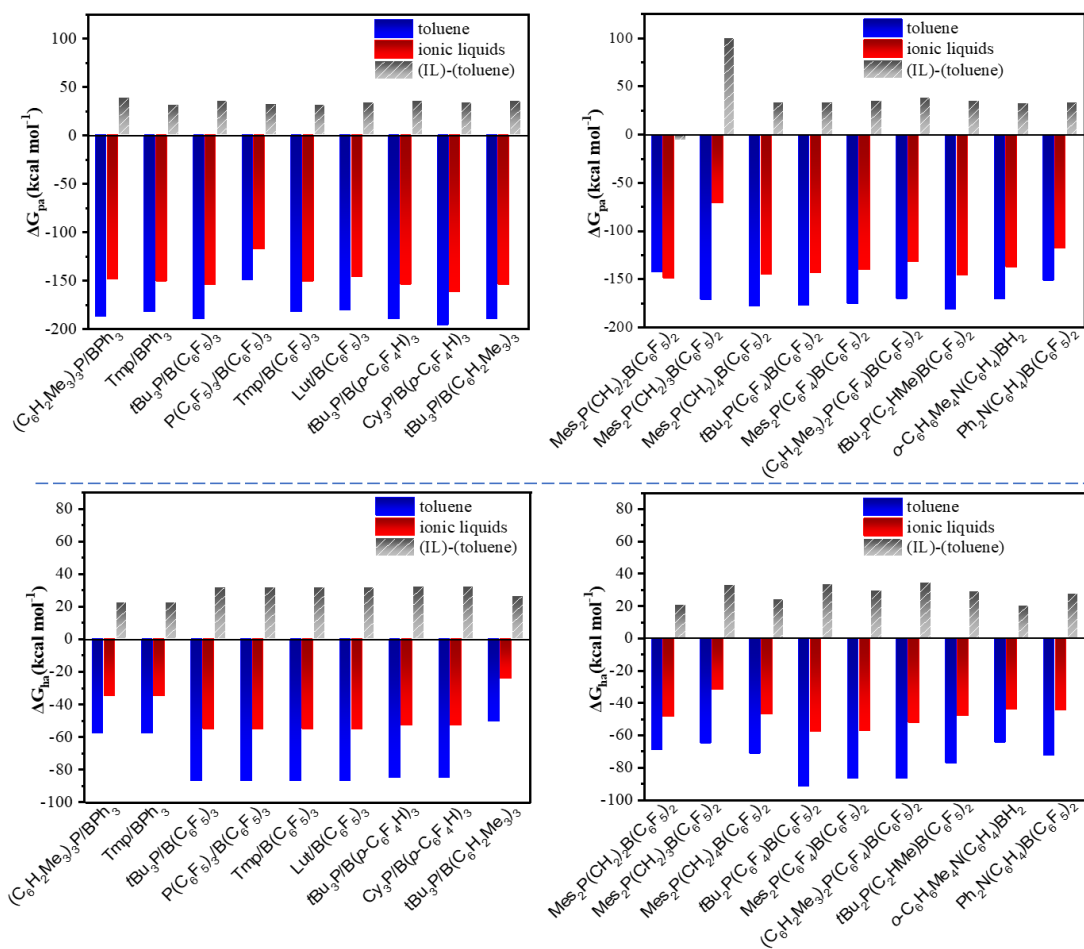 toluene
ionic liquids
(IL)-(toluene)
100
50
0
-50
-100
-150
-200
ΔG_pa(kcal mol⁻¹)
(C₆H₂Me₃)₃P/BPh₃
Tmp/BPh₃
tBu₃P/B(C₆F₅)₃
P(C₆F₅)₃/B(C₆F₅)₃
Tmp/B(C₆F₅)₃
Lut/B(C₆F₅)₃
tBu₃P/B(p-C₆F₄H)₃
Cy₃P/B(p-C₆F₄H)₃
tBu₃P/B(C₆H₂Me₃)₃
toluene
ionic liquids
(IL)-(toluene)
100
50
0
-50
-100
-150
-200
ΔG_pa(kcal mol⁻¹)
Mes₂P(CH₂)₂B(C₆F₅)₂
Mes₂P(CH₂)₃B(C₆F₅)₂
Mes₂P(CH₂)₄B(C₆F₅)₂
tBu₂P(C₆F₄)B(C₆F₅)₂
Mes₂P(C₆F₄)B(C₆F₅)₂
(C₆H₂Me₃)₂P(C₆F₄)B(C₆F₅)₂
tBu₂P(C₂HMe)B(C₆F₅)₂
o-C₆H₆Me₄N(C₆H₄)BH₂
Ph₂N(C₆H₄)B(C₆F₅)₂
toluene
ionic liquids
(IL)-(toluene)
80
60
40
20
0
-20
-40
-60
-80
-100
ΔG_ha(kcal mol⁻¹)
(C₆H₂Me₃)₃P/BPh₃
Tmp/BPh₃
tBu₃P/B(C₆F₅)₃
P(C₆F₅)₃/B(C₆F₅)₃
Tmp/B(C₆F₅)₃
Lut/B(C₆F₅)₃
tBu₃P/B(p-C₆F₄H)₃
Cy₃P/B(p-C₆F₄H)₃
tBu₃P/B(C₆H₂Me₃)₃
toluene
ionic liquids
(IL)-(toluene)
80
60
40
20
0
-20
-40
-60
-80
-100
ΔG_ha(kcal mol⁻¹)
Mes₂P(CH₂)₂B(C₆F₅)₂
Mes₂P(CH₂)₃B(C₆F₅)₂
Mes₂P(CH₂)₄B(C₆F₅)₂
tBu₂P(C₆F₄)B(C₆F₅)₂
Mes₂P(C₆F₄)B(C₆F₅)₂
(C₆H₂Me₃)₂P(C₆F₄)B(C₆F₅)₂
tBu₂P(C₂HMe)B(C₆F₅)₂
o-C₆H₆Me₄N(C₆H₄)BH₂
Ph₂N(C₆H₄)B(C₆F₅)₂